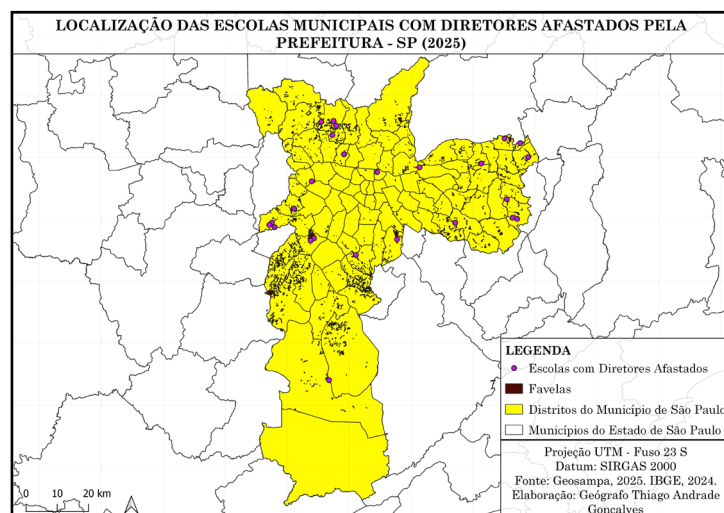 LOCALIZAÇÃO DAS ESCOLAS MUNICIPAIS COM DIRETORES AFASTADOS PELA
PREFEITURA - SP (2025)
LEGENDA
Escolas com Diretores Afastados
Favelas
Distritos do Município de São Paulo
Municípios do Estado de São Paulo
Projeção UTM - Fuso 23 S
Datum: SIRGAS 2000
Fonte: Geosampa, 2025. IBGE, 2024.
Elaboração: Geógrafo Thiago Andrade
Gonçalves
0 10 20 km